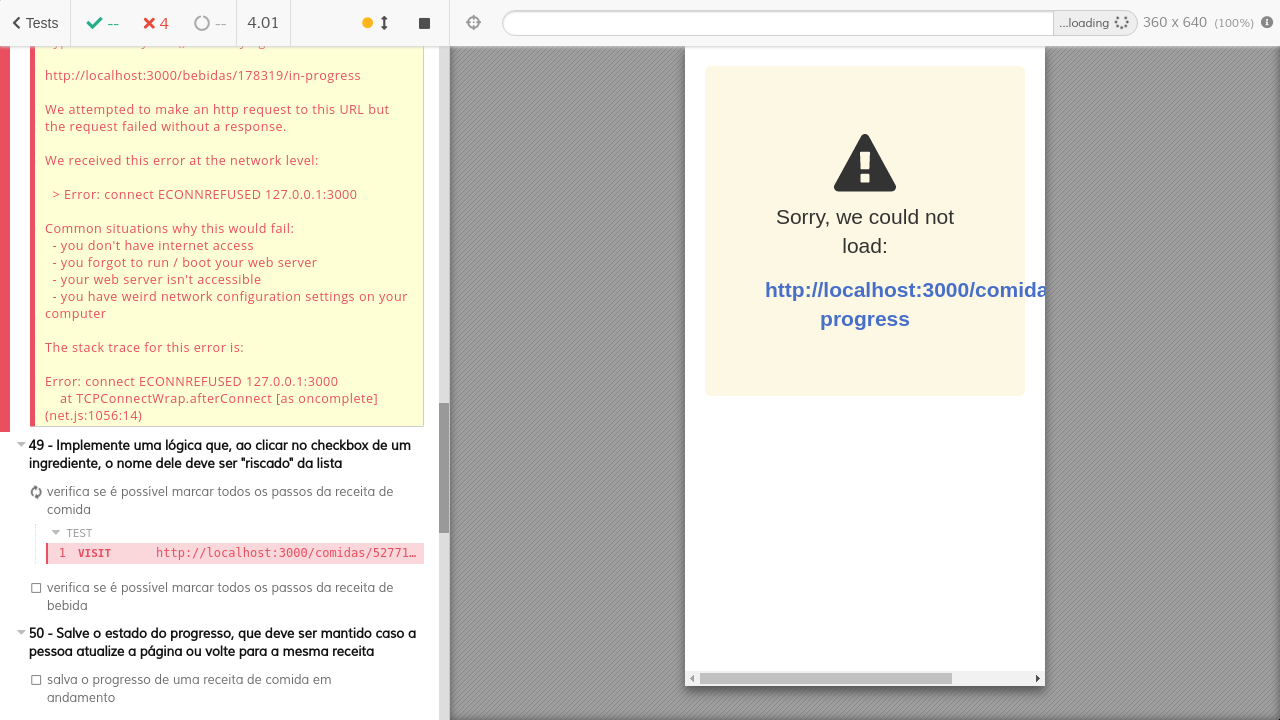 Tests
--
4
--
4.01
...loading
360 x 640 (100%)
http://localhost:3000/bebidas/178319/in-progress
We attempted to make an http request to this URL but
the request failed without a response.
We received this error at the network level:
> Error: connect ECONNREFUSED 127.0.0.1:3000
Common situations why this would fail:
- you don't have internet access
- you forgot to run / boot your web server
- your web server isn't accessible
- you have weird network configuration settings on your
computer
The stack trace for this error is:
Error: connect ECONNREFUSED 127.0.0.1:3000
at TCPConnectWrap.afterConnect [as oncomplete]
(net.js:1056:14)
49 - Implemente uma lógica que, ao clicar no checkbox de um
ingrediente, o nome dele deve ser "riscado" da lista
verifica se é possível marcar todos os passos da receita de
comida
TEST
1 VISIT http://localhost:3000/comidas/52771…
verifica se é possível marcar todos os passos da receita de
bebida
50 - Salve o estado do progresso, que deve ser mantido caso a
pessoa atualize a página ou volte para a mesma receita
salva o progresso de uma receita de comida em
andamento
Sorry, we could not
load:
http://localhost:3000/comida
progress